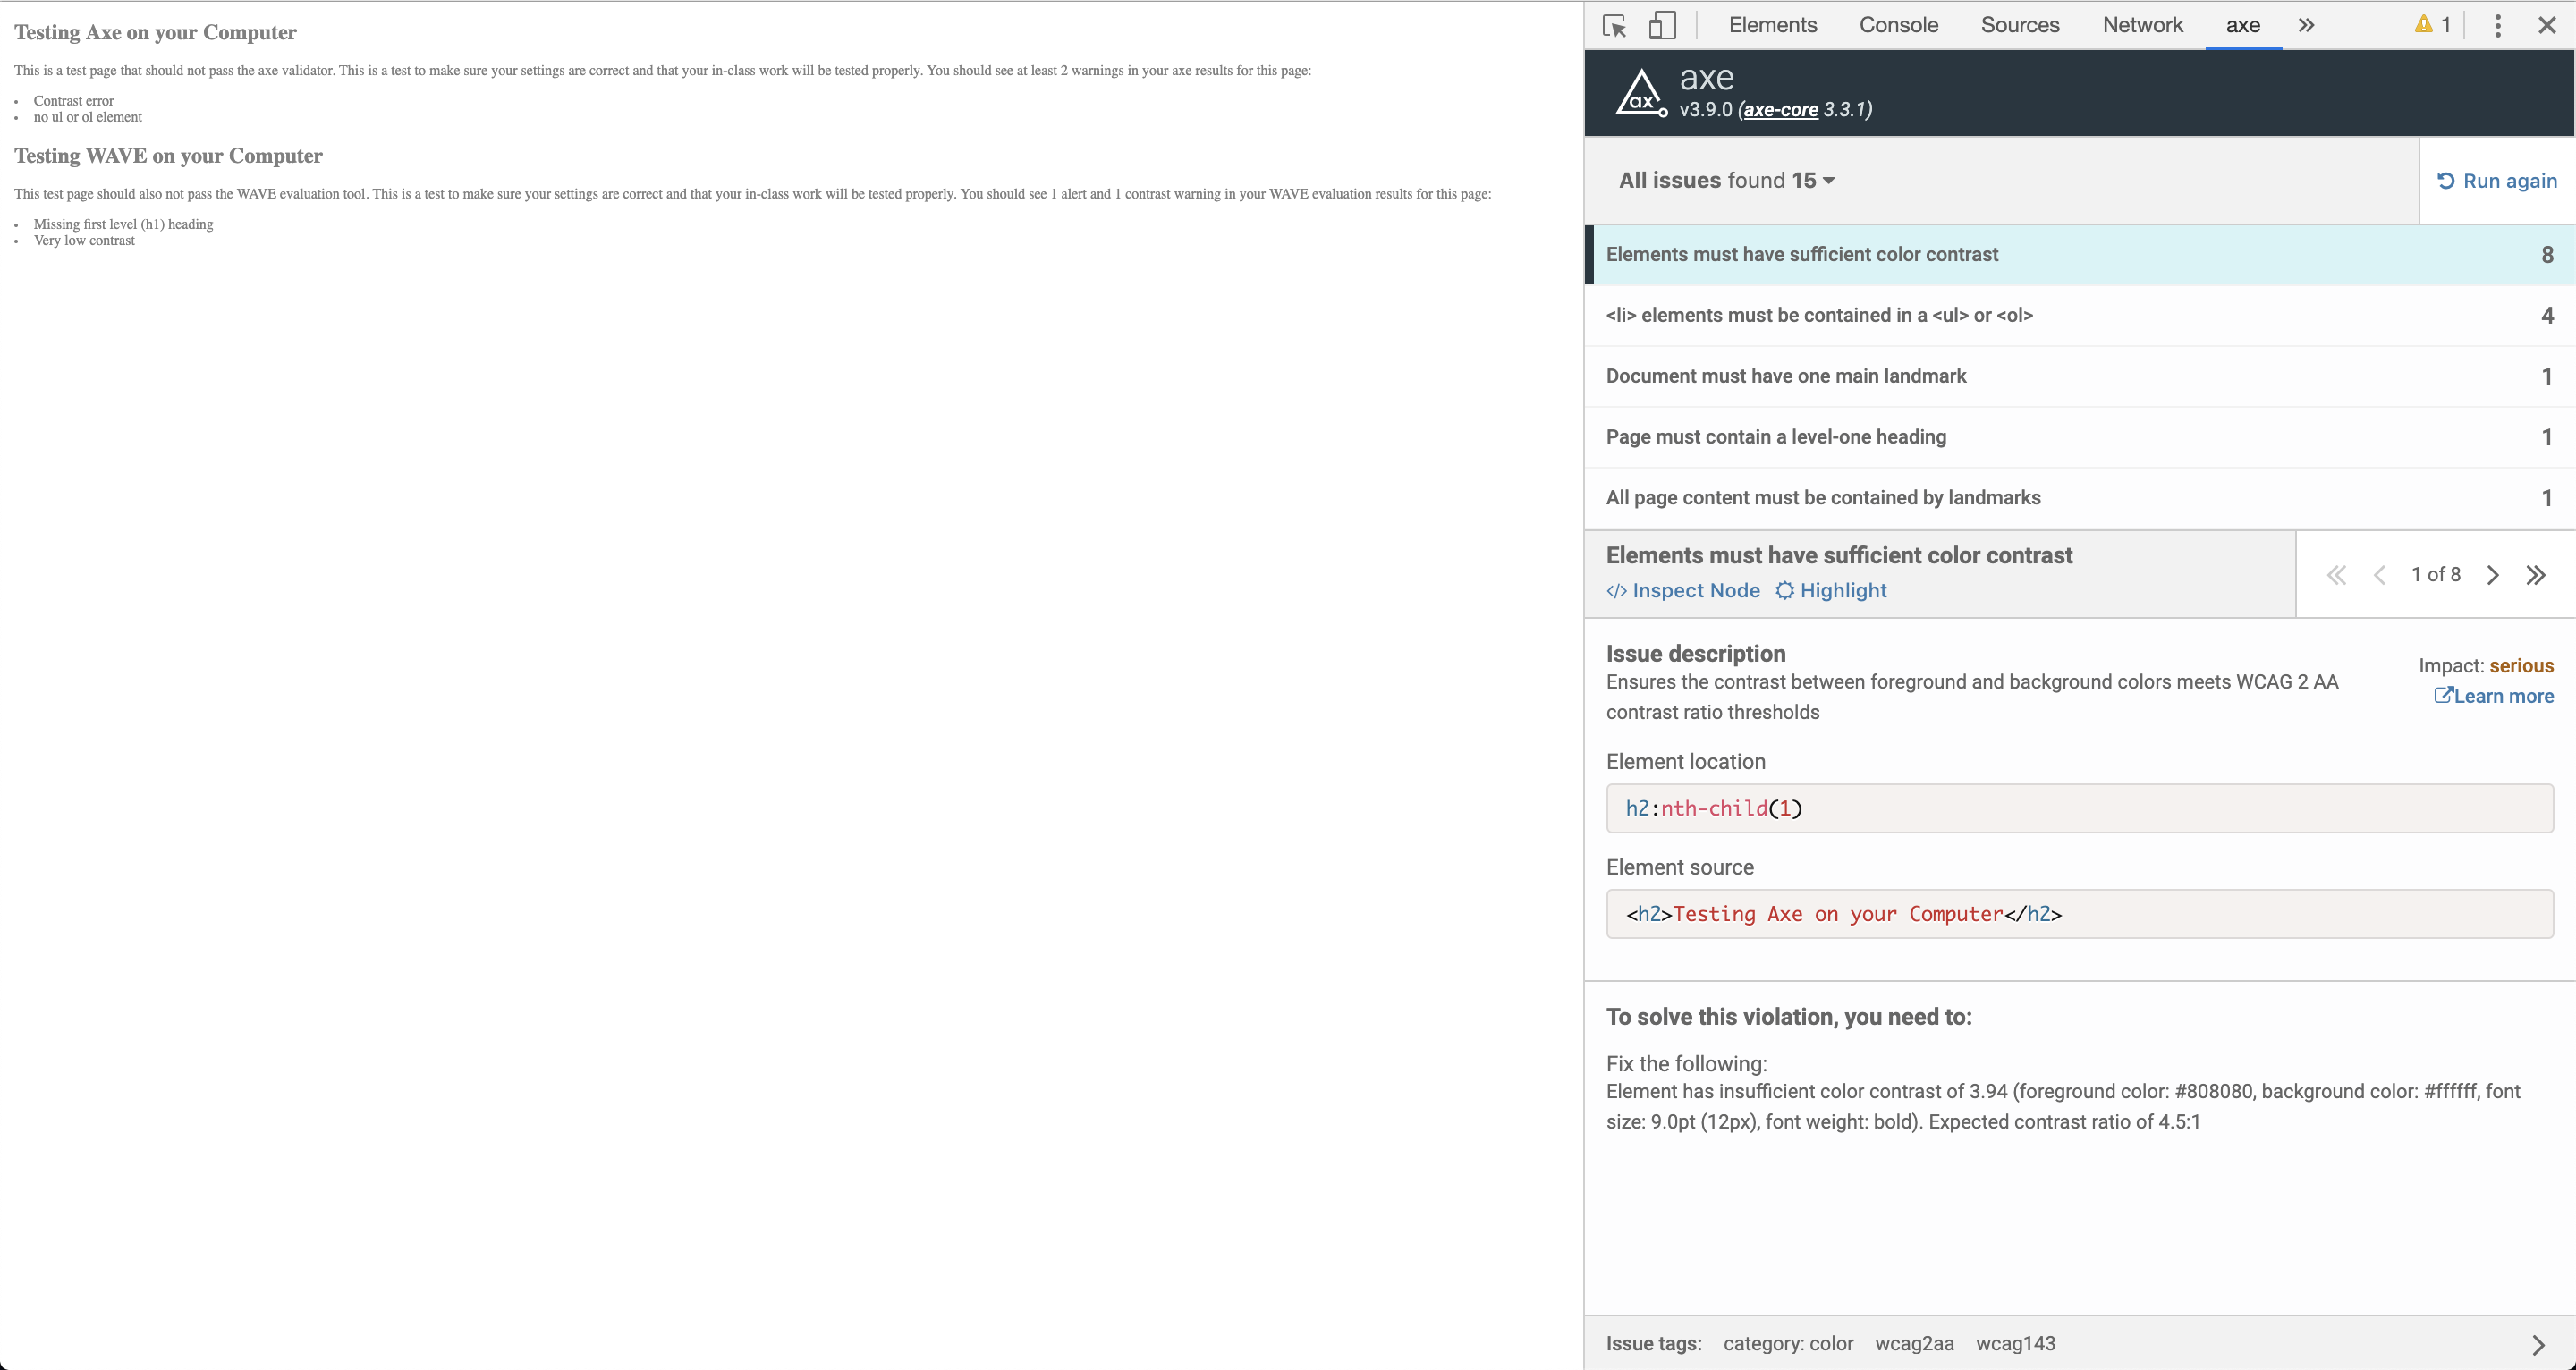 Testing Axe on your Computer
This is a test page that should not pass the axe validator. This is a test to make sure your settings are correct and that your in-class work will be tested properly. You should see at least 2 warnings in your axe results for this page:
• Contrast error
• no ul or ol element
Testing WAVE on your Computer
This test page should also not pass the WAVE evaluation tool. This is a test to make sure your settings are correct and that your in-class work will be tested properly. You should see 1 alert and 1 contrast warning in your WAVE evaluation results for this page:
• Missing first level (h1) heading
• Very low contrast
Elements Console Sources Network axe » 1
ax
axe
v3.9.0 (axe-core 3.3.1)
All issues found 15
Run again
Elements must have sufficient color contrast 8
<li> elements must be contained in a <ul> or <ol> 4
Document must have one main landmark 1
Page must contain a level-one heading 1
All page content must be contained by landmarks 1
Elements must have sufficient color contrast
</> Inspect Node Highlight
1 of 8
Issue description
Ensures the contrast between foreground and background colors meets WCAG 2 AA
contrast ratio thresholds
Impact: serious
Learn more
Element location
h2:nth-child(1)
Element source
<h2>Testing Axe on your Computer</h2>
To solve this violation, you need to:
Fix the following:
Element has insufficient color contrast of 3.94 (foreground color: #808080, background color: #ffffff, font
size: 9.0pt (12px), font weight: bold). Expected contrast ratio of 4.5:1
Issue tags: category: color wcag2aa wcag143